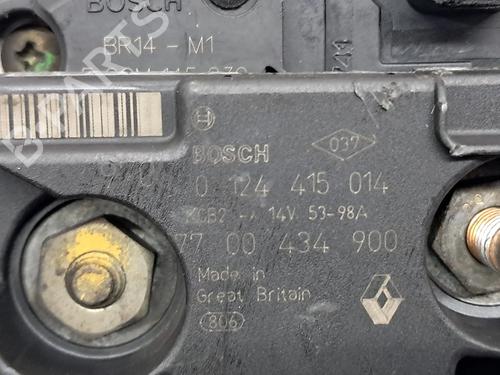 BOSCH
BR14 - M1
BOSCH
037
0 124 415 014
KCB2 -> 14V 53-98A
77 00 434 900
Made in
Great Britain
806